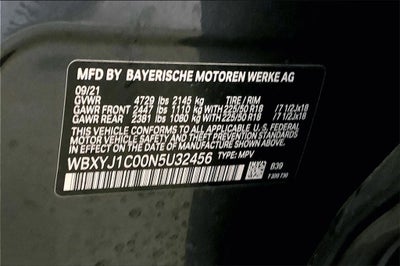 MFD BY BAYERISCHE MOTOREN WERKE AG
09/21
GVWR 4729 lbs 2145 kg TIRE / RIM
GAWR FRONT 2447 lbs 1110 kg WITH 225/50 R18 / 7 1/2Jx18
GAWR REAR 2381 lbs 1080 kg WITH 225/50 R18 / 7 1/2Jx18
THIS VEHICLE CONFORMS TO ALL APPLICABLE U.S. FEDERAL
MOTOR VEHICLE SAFETY STANDARDS IN EFFECT
ON THE DATE OF MANUFACTURE SHOWN ABOVE.
WBXYJ1C00N5U32456 TYPE: MPV
B39